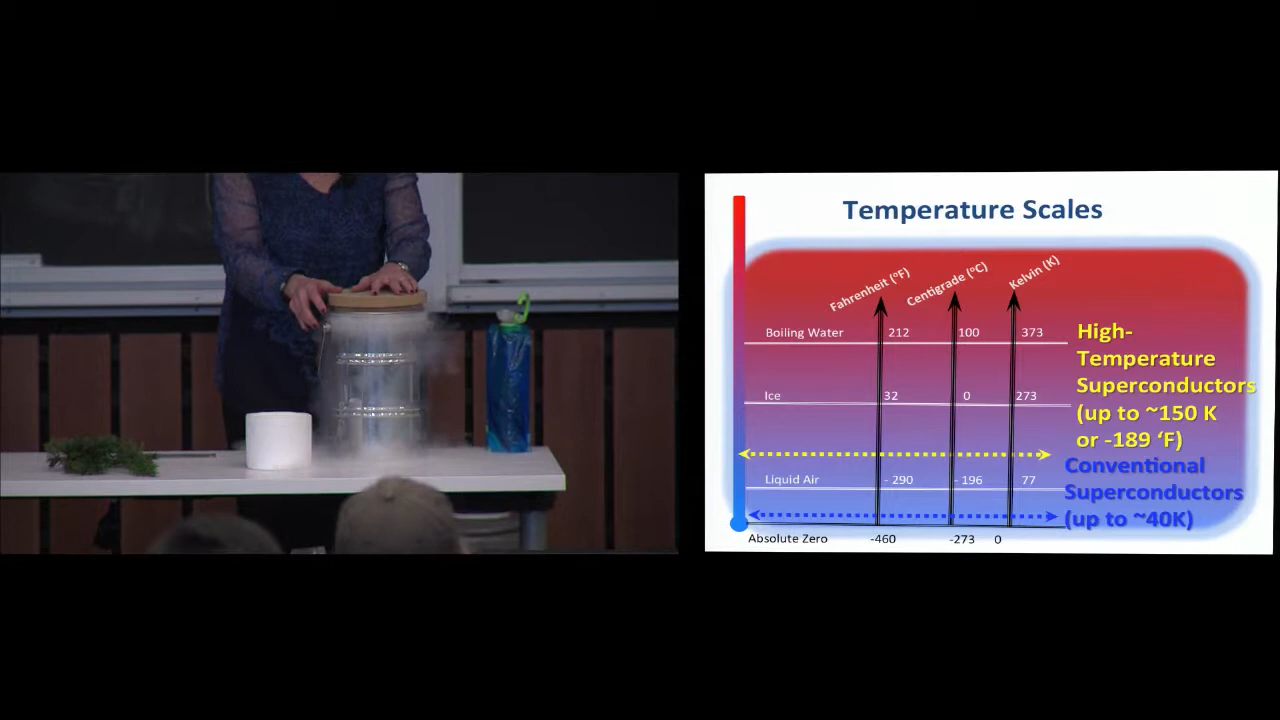 Temperature Scales
Fahrenheit (°F)
Centigrade (°C)
Kelvin (K)
Boiling Water 212 100 373
Ice 32 0 273
Liquid Air - 290 - 196 77
Absolute Zero -460 -273 0
High-
Temperature
Superconductors
(up to ~150 K
or -189 ‘F)
Conventional
Superconductors
(up to ~40K)